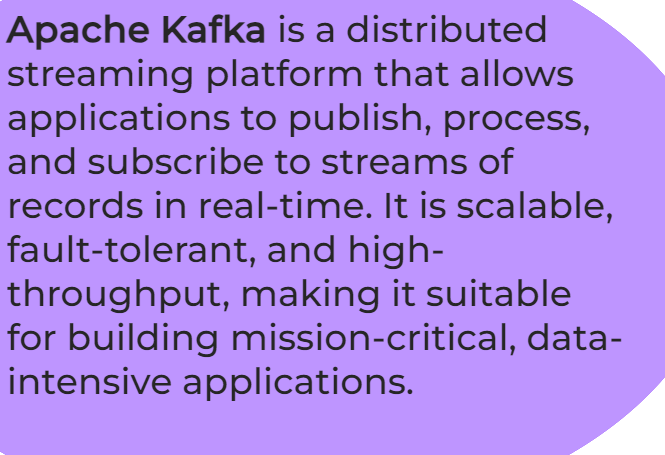 Apache Kafka is a distributed
streaming platform that allows
applications to publish, process,
and subscribe to streams of
records in real-time. It is scalable,
fault-tolerant, and high-
throughput, making it suitable
for building mission-critical, data-
intensive applications.